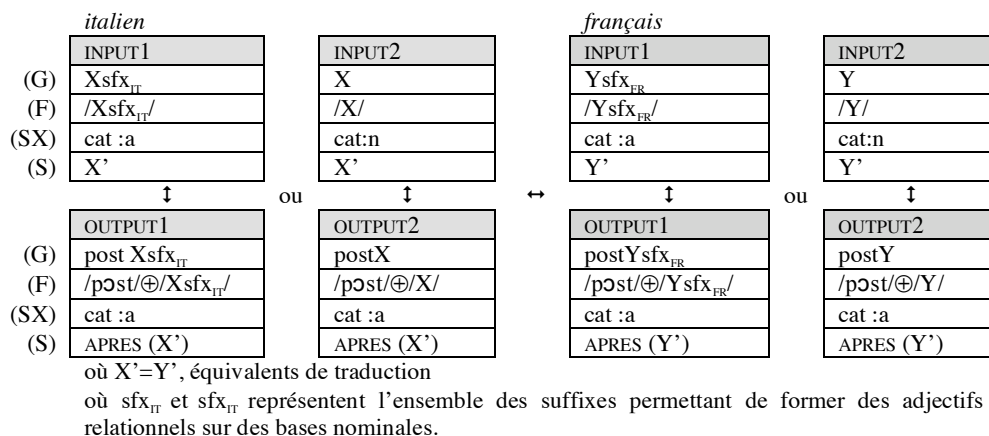 italien français
INPUT1 INPUT2 INPUT1 INPUT2
(G) Xsfx_IT X Ysfx_FR Y
(F) /Xsfx_IT/ /X/ /Ysfx_FR/ /Y/
(SX) cat :a cat:n cat :a cat:n
(S) X’ X’ Y’ Y’
↕ ou ↕ ↔ ↕ ou ↕
OUTPUT1 OUTPUT2 OUTPUT1 OUTPUT2
(G) post Xsfx_IT postX postYsfx_FR postY
(F) /pɔst/⊕/Xsfx_IT/ /pɔst/⊕/X/ /pɔst/⊕/Ysfx_FR/ /pɔst/⊕/Y/
(SX) cat :a cat :a cat :a cat :a
(S) APRES (X’) APRES (X’) APRES (Y’) APRES (Y’)
où X’=Y’, équivalents de traduction
où sfx_IT et sfx_IT représentent l’ensemble des suffixes permettant de former des adjectifs
relationnels sur des bases nominales.